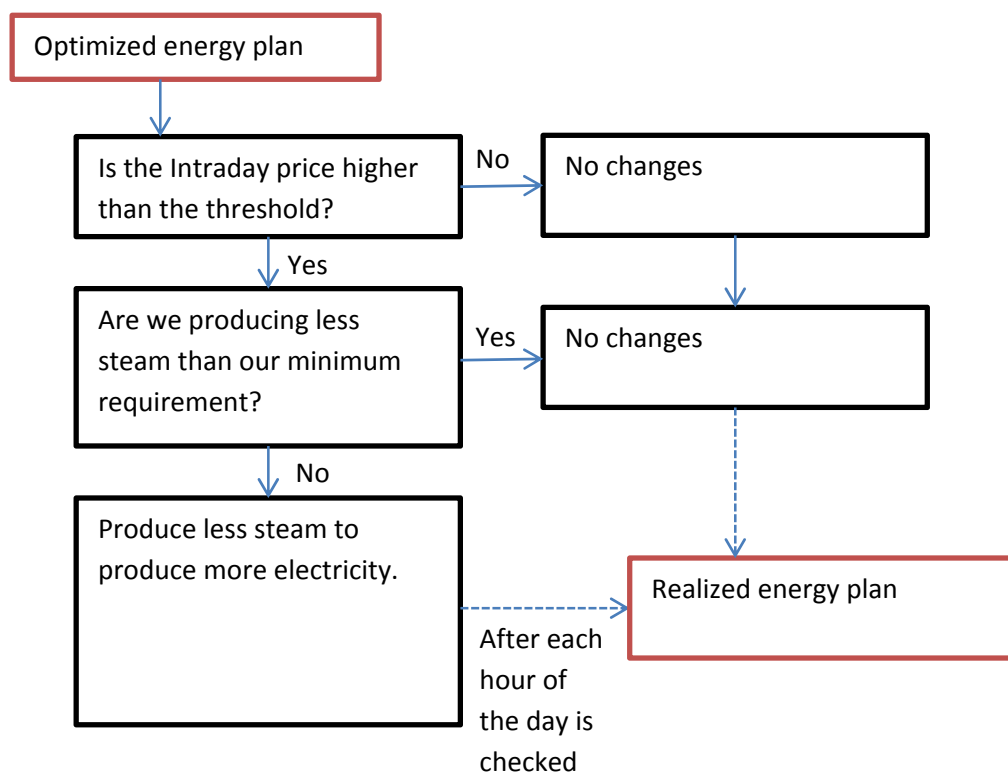 Optimized energy plan
Is the Intraday price higher
than the threshold?
No
No changes
Yes
Are we producing less
steam than our minimum
requirement?
Yes
No changes
No
Produce less steam to
produce more electricity.
Realized energy plan
After each
hour of
the day is
checked